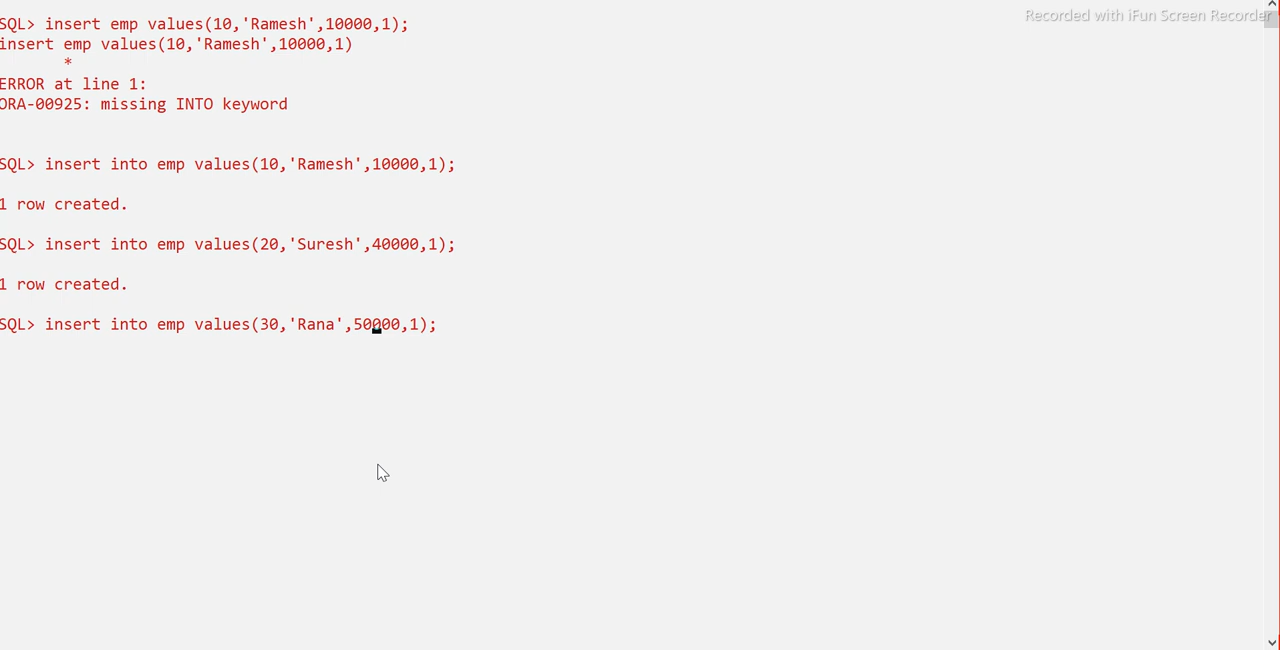 Recorded with iFun Screen Recorder
SQL> insert emp values(10,'Ramesh',10000,1);
insert emp values(10,'Ramesh',10000,1)
*
ERROR at line 1:
ORA-00925: missing INTO keyword
SQL> insert into emp values(10,'Ramesh',10000,1);
1 row created.
SQL> insert into emp values(20,'Suresh',40000,1);
1 row created.
SQL> insert into emp values(30,'Rana',50000,1);